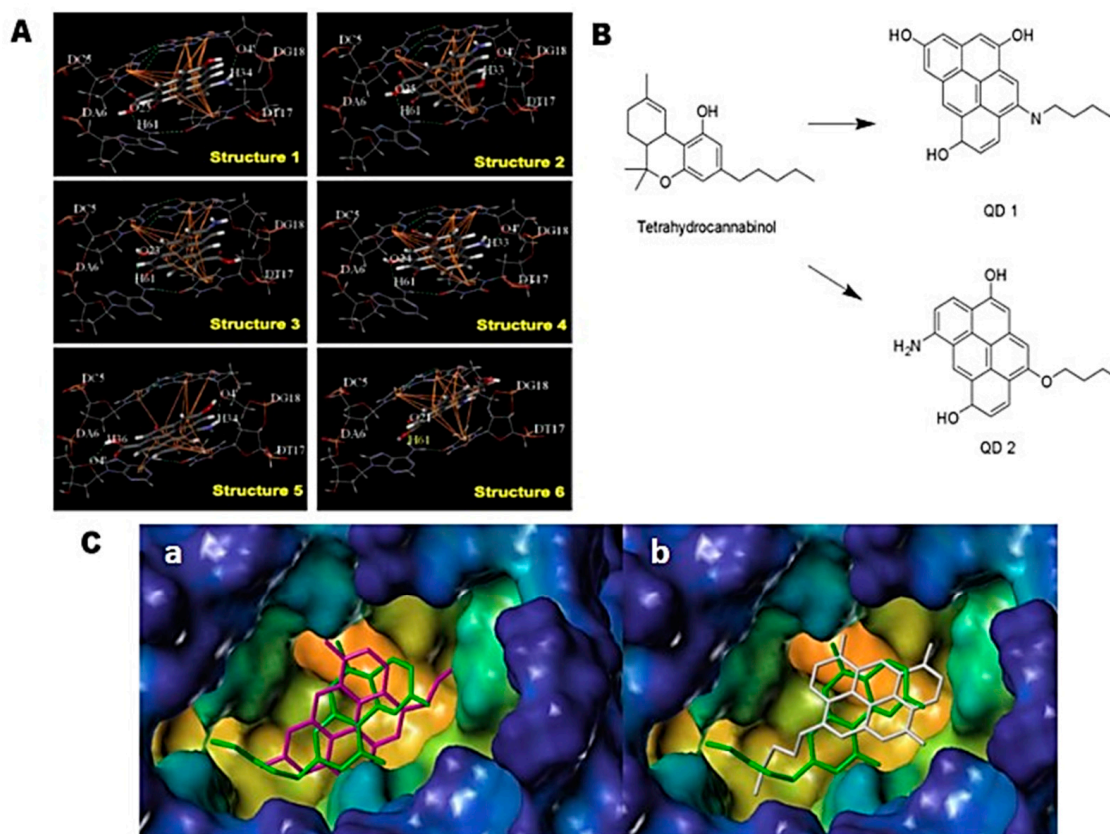 A
DC5
O4'
DG18
H34
DA6
O23
H61
DT17
Structure 1
DC5
O4'
DG18
H33
DA6
H61
DT17
Structure 2
DC5
DG18
O23
DA6
H61
DT17
Structure 3
DC5
O4'
DG18
H33
DA6
O24
H61
DT17
Structure 4
DC5
O4'
DG18
H34
DA6
H36
O4'
DT17
Structure 5
DC5
DG18
DA6
H61
DT17
Structure 6
B
OH
O
Tetrahydrocannabinol
HO
OH
N
HO
QD 1
OH
H2N
O
HO
QD 2
C
a
b